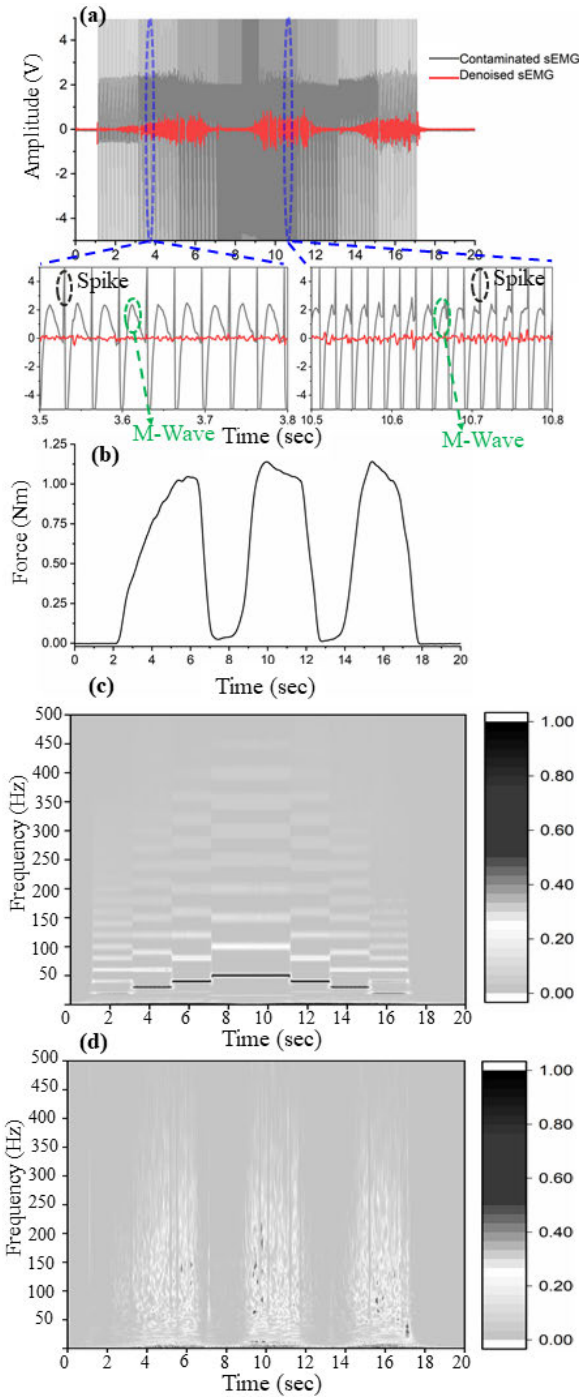 (a)
Contaminated sEMG
Denoised sEMG
Amplitude (V)
4
2
0
-2
-4
0 2 4 6 8 10 12 14 16 18 20
Spike
Spike
4
2
0
-2
-4
4
2
0
-2
-4
3.5 3.6 3.7 3.8
10.5 10.6 10.7 10.8
M-Wave
Time (sec)
M-Wave
(b)
Force (Nm)
1.25
1.00
0.75
0.50
0.25
0.00
0 2 4 6 8 10 12 14 16 18 20
Time (sec)
(c)
Frequency (Hz)
500
450
400
350
300
250
200
150
100
50
0 2 4 6 8 10 12 14 16 18 20
Time (sec)
1.00
0.80
0.60
0.40
0.20
0.00
(d)
Frequency (Hz)
500
450
400
350
300
250
200
150
100
50
0 2 4 6 8 10 12 14 16 18 20
Time (sec)
1.00
0.80
0.60
0.40
0.20
0.00